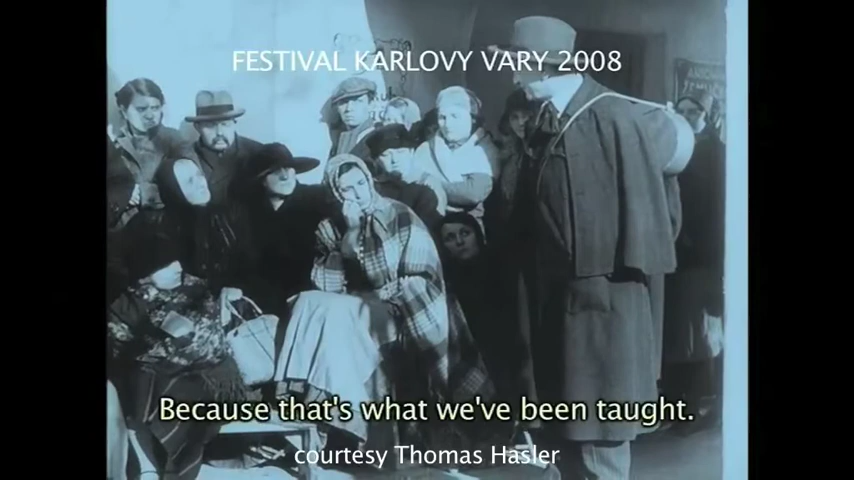 FESTIVAL KARLOVY VARY 2008
Because that's what we've been taught.
courtesy Thomas Hasler